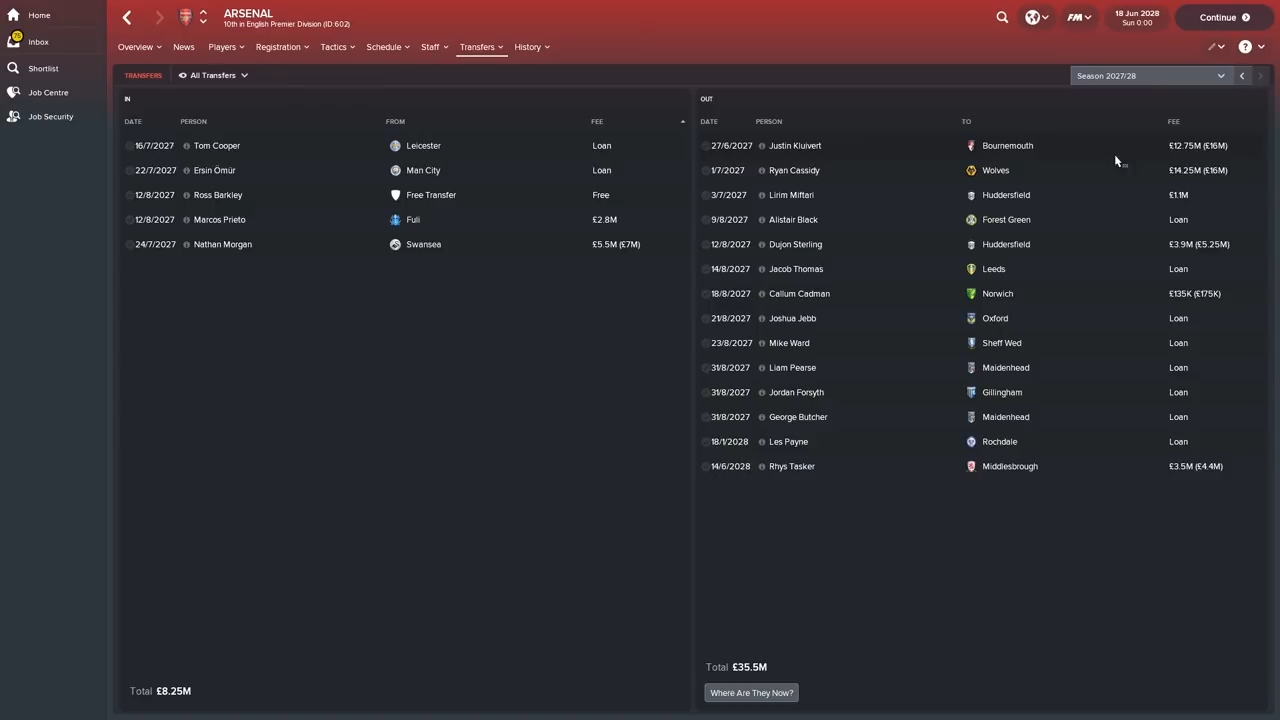 Home
75
Inbox
Shortlist
Job Centre
Job Security
ARSENAL
10th in English Premier Division (ID:602)
FM
18 Jun 2028
Sun 0:00
Continue
Overview
News
Players
Registration
Tactics
Schedule
Staff
Transfers
History
?
TRANSFERS
All Transfers
Season 2027/28
IN
DATE PERSON FROM FEE
16/7/2027 Tom Cooper Leicester Loan
22/7/2027 Ersin Ömür Man City Loan
12/8/2027 Ross Barkley Free Transfer Free
12/8/2027 Marcos Prieto Fuli £2.8M
24/7/2027 Nathan Morgan Swansea £5.5M (£7M)
Total £8.25M
OUT
DATE PERSON TO FEE
27/6/2027 Justin Kluivert Bournemouth £12.75M (£16M)
1/7/2027 Ryan Cassidy Wolves £14.25M (£16M)
3/7/2027 Lirim Miftari Huddersfield £1.1M
9/8/2027 Alistair Black Forest Green Loan
12/8/2027 Dujon Sterling Huddersfield £3.9M (£5.25M)
14/8/2027 Jacob Thomas Leeds Loan
18/8/2027 Callum Cadman Norwich £135K (£175K)
21/8/2027 Joshua Jebb Oxford Loan
23/8/2027 Mike Ward Sheff Wed Loan
31/8/2027 Liam Pearse Maidenhead Loan
31/8/2027 Jordan Forsyth Gillingham Loan
31/8/2027 George Butcher Maidenhead Loan
18/1/2028 Les Payne Rochdale Loan
14/6/2028 Rhys Tasker Middlesbrough £3.5M (£4.4M)
Total £35.5M
Where Are They Now?